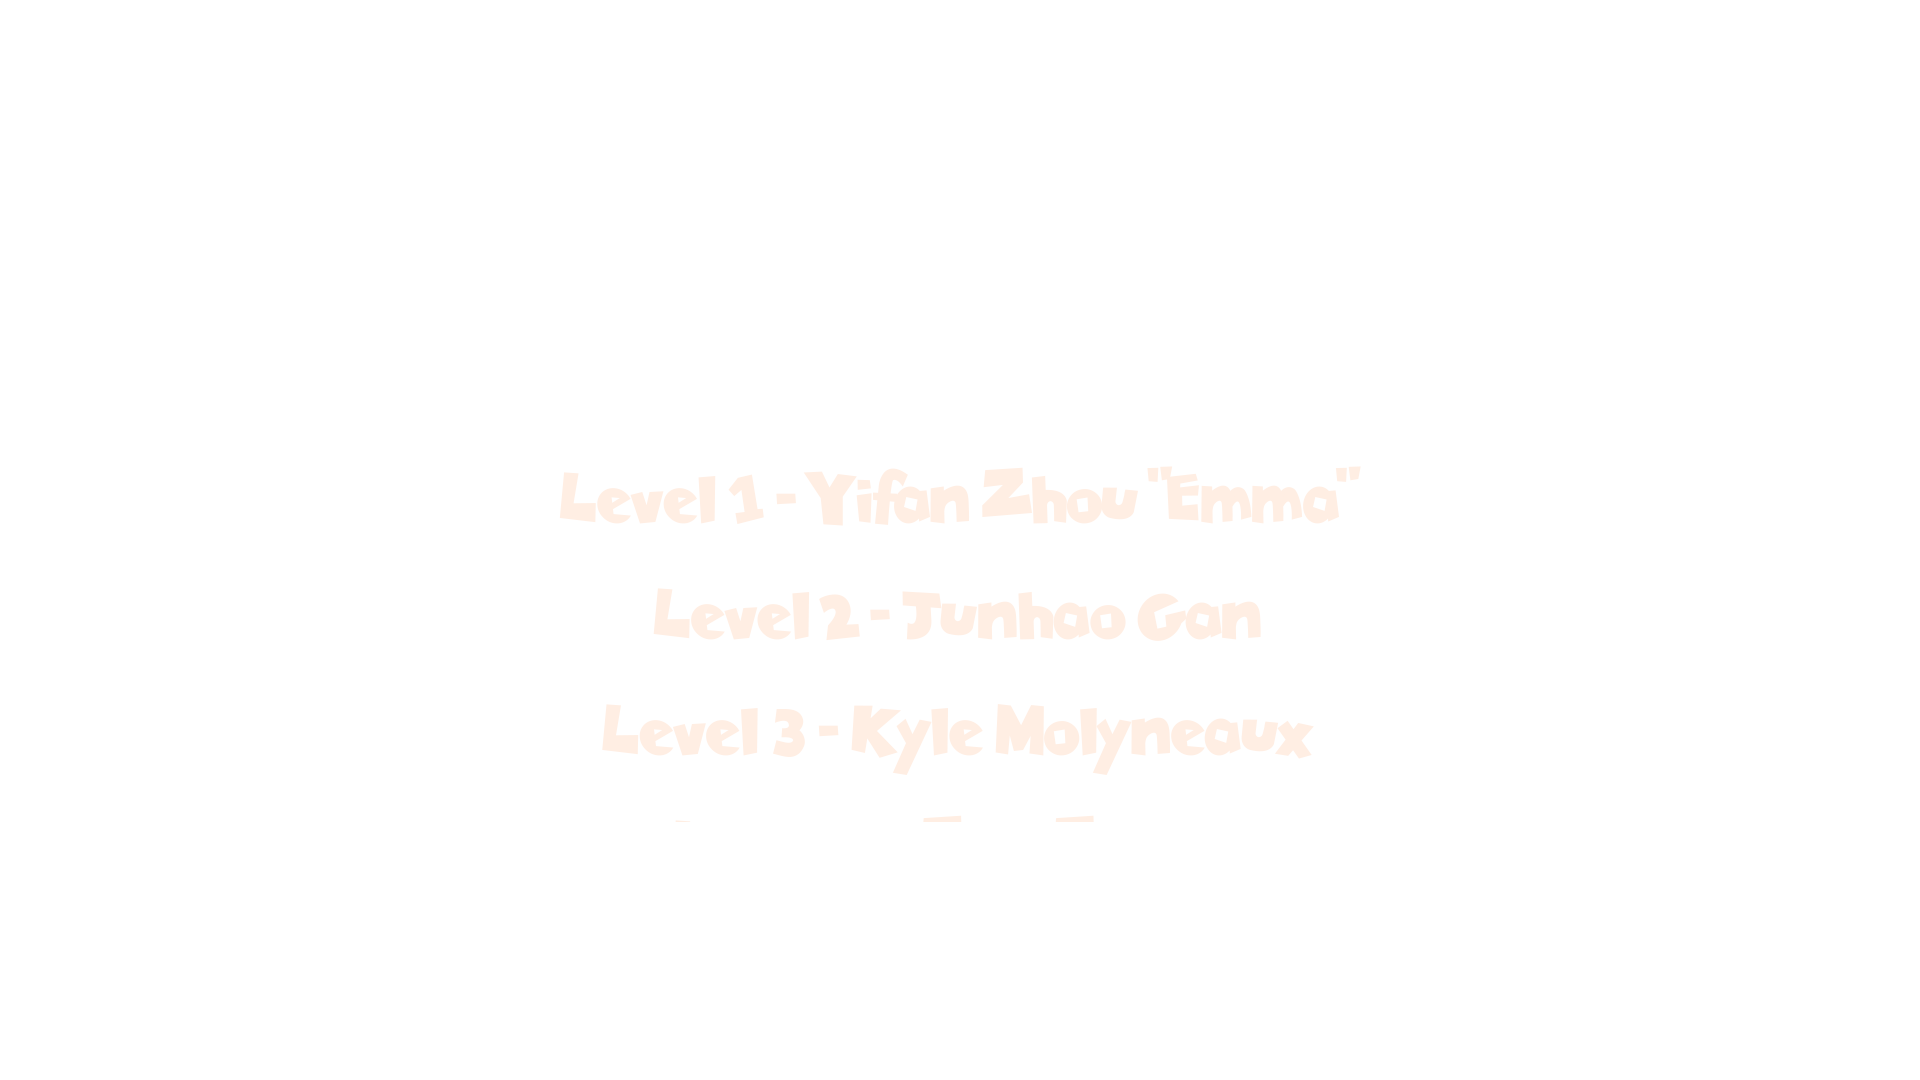 Level 1 - Yifan Zhou "Emma"
Level 2 - Junhao Gan
Level 3 - Kyle Molyneaux